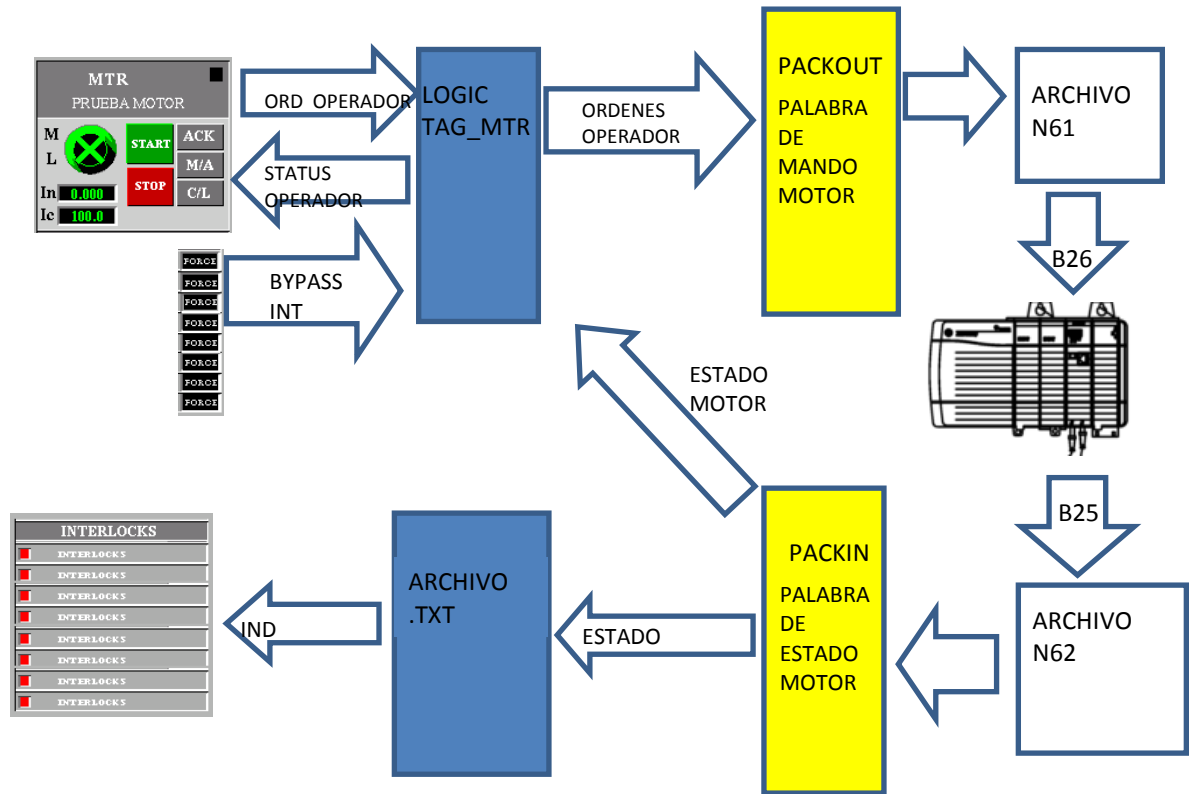 MTR
PRUEBA MOTOR
M
L
START
ACK
M/A
STOP
C/L
In 0.000
Ic 100.0
ORD OPERADOR
STATUS
OPERADOR
FORCE
FORCE
FORCE
FORCE
FORCE
FORCE
FORCE
FORCE
BYPASS
INT
LOGIC
TAG_MTR
ORDENES
OPERADOR
PACKOUT
PALABRA
DE
MANDO
MOTOR
ARCHIVO
N61
B26
ESTADO
MOTOR
B25
ARCHIVO
N62
PACKIN
PALABRA
DE
ESTADO
MOTOR
ESTADO
ARCHIVO
.TXT
IND
INTERLOCKS
INTERLOCKS
INTERLOCKS
INTERLOCKS
INTERLOCKS
INTERLOCKS
INTERLOCKS
INTERLOCKS
INTERLOCKS